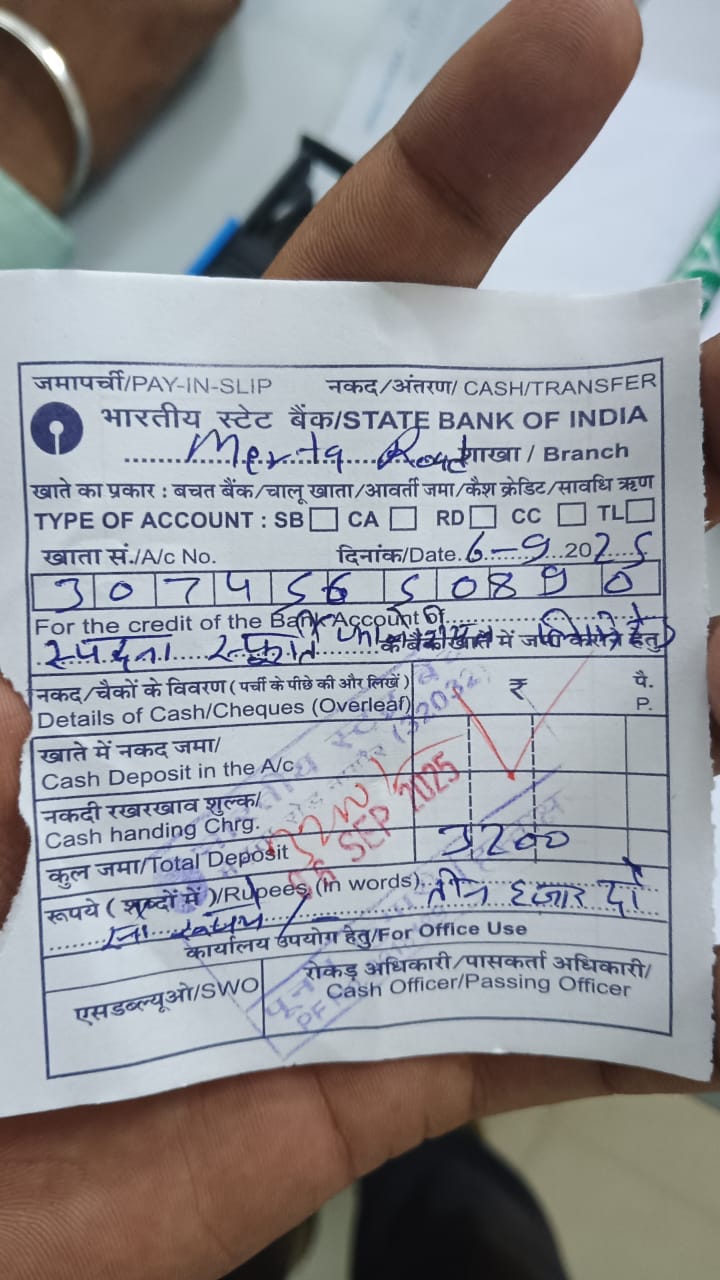 जमापर्ची/PAY-IN-SLIP नकद/अंतरण/ CASH/TRANSFER
भारतीय स्टेट बैंक/STATE BANK OF INDIA
Merta Road शाखा / Branch
खाते का प्रकार : बचत बैंक/चालू खाता/आवर्ती जमा/कैश क्रेडिट/सावधि ऋण
TYPE OF ACCOUNT : SB CA RD CC TL
खाता सं./A/c No. दिनांक/Date. 6-9 2025
30745650890
For the credit of the Bank Account of
के बैंक खाते में जमा करने हेतु
नकद/चैकों के विवरण (पर्ची के पीछे की और लिखें) ₹ पै.
Details of Cash/Cheques (Overleaf) P.
खाते में नकद जमा/
Cash Deposit in the A/c
नकदी रखरखाव शुल्क/
Cash handing Chrg.
06 SEP 2025
कुल जमा/Total Deposit 3200
रूपये (शब्दों में)/Rupees (In words) तीन हजार दो
कार्यालय उपयोग हेतु/For Office Use
एसडब्ल्यूओ/SWO
रोकड़ अधिकारी/पासकर्ता अधिकारी/
Cash Officer/Passing Officer